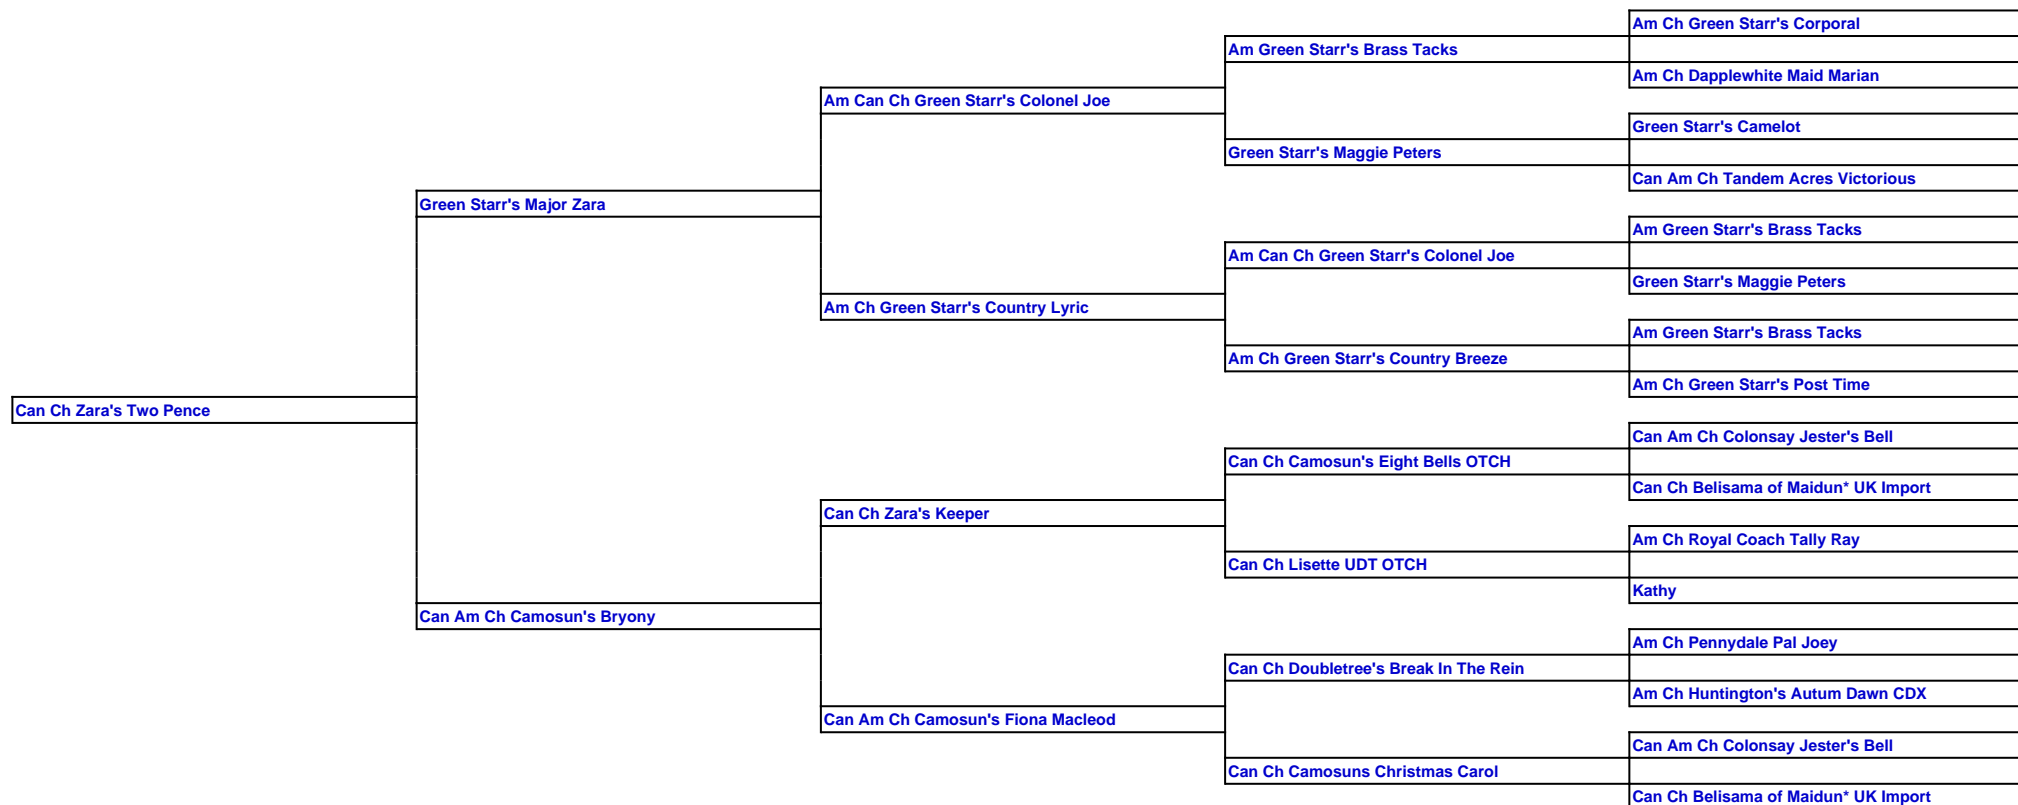 Am Ch Green Starr's Corporal
Am Green Starr's Brass Tacks
Am Ch Dapplewhite Maid Marian
Am Can Ch Green Starr's Colonel Joe
Green Starr's Camelot
Green Starr's Maggie Peters
Can Am Ch Tandem Acres Victorious
Green Starr's Major Zara
Am Green Starr's Brass Tacks
Am Can Ch Green Starr's Colonel Joe
Green Starr's Maggie Peters
Am Ch Green Starr's Country Lyric
Am Green Starr's Brass Tacks
Am Ch Green Starr's Country Breeze
Am Ch Green Starr's Post Time
Can Ch Zara's Two Pence
Can Am Ch Colonsay Jester's Bell
Can Ch Camosun's Eight Bells OTCH
Can Ch Belisama of Maidun* UK Import
Can Ch Zara's Keeper
Am Ch Royal Coach Tally Ray
Can Ch Lisette UDT OTCH
Kathy
Can Am Ch Camosun's Bryony
Am Ch Pennydale Pal Joey
Can Ch Doubletree's Break In The Rein
Am Ch Huntington's Autum Dawn CDX
Can Am Ch Camosun's Fiona Macleod
Can Am Ch Colonsay Jester's Bell
Can Ch Camosuns Christmas Carol
Can Ch Belisama of Maidun* UK Import